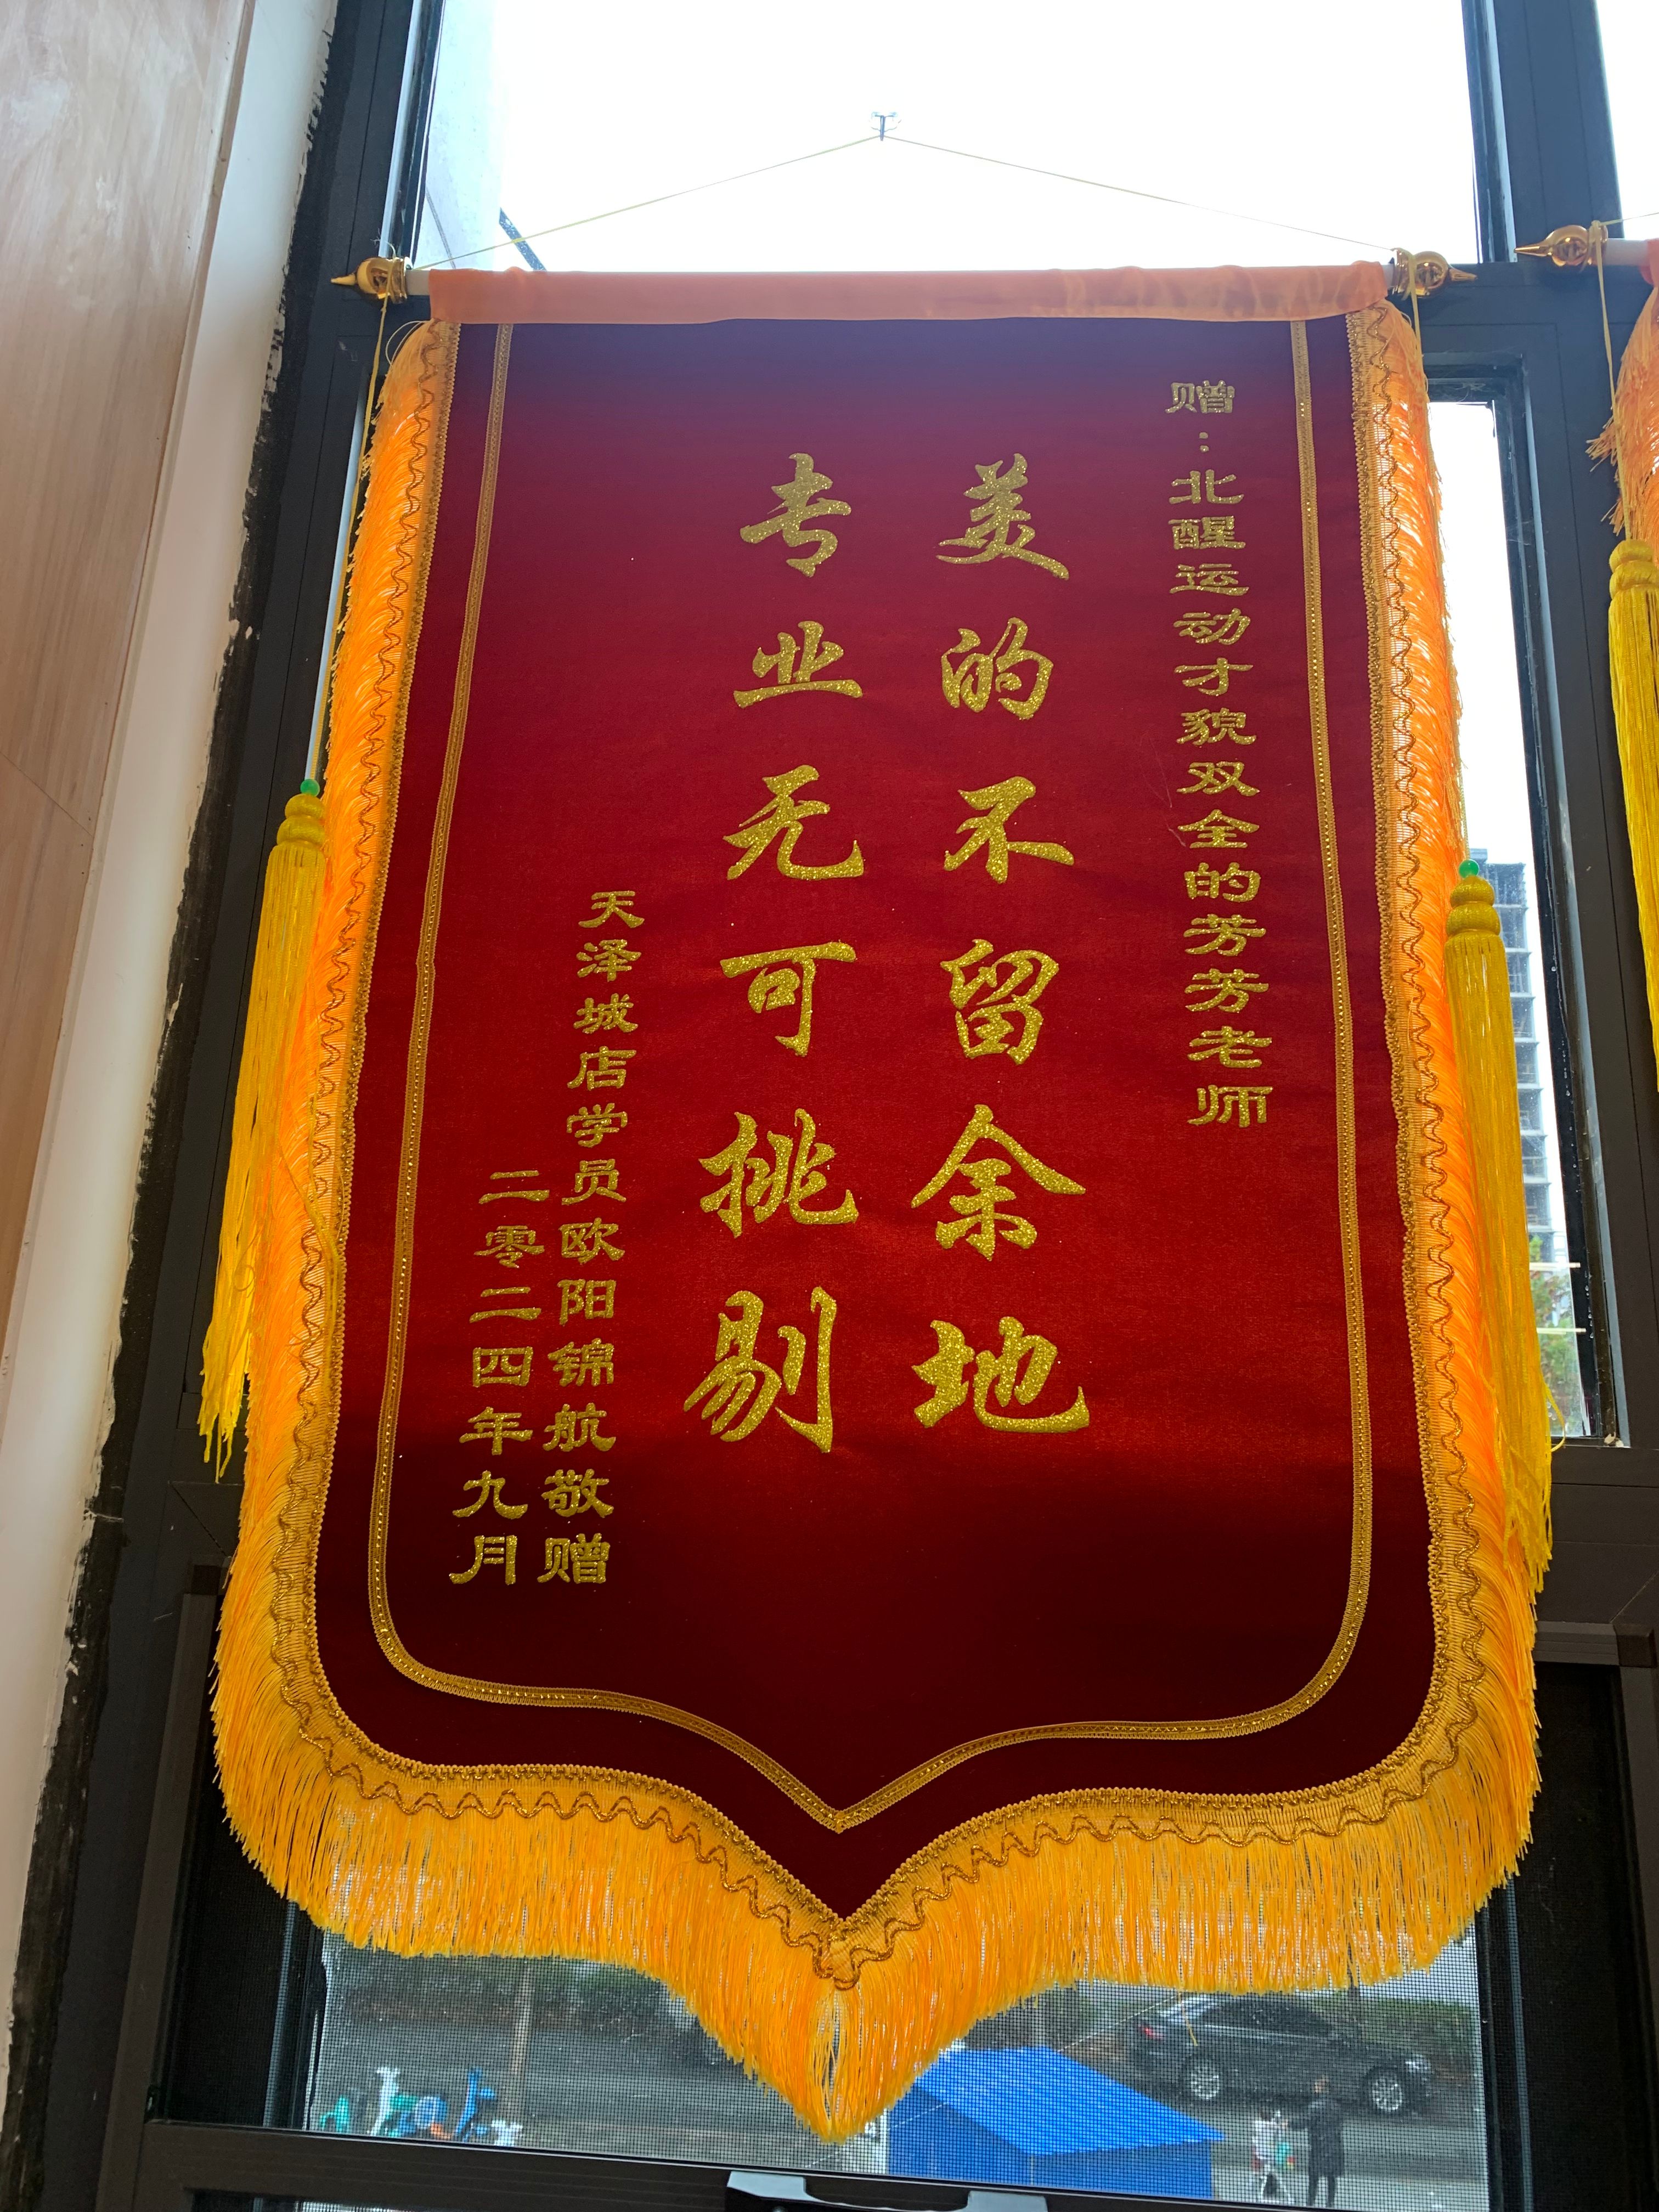 赠：北醒运动才貌双全的芳芳老师
美的不留余地
专业无可挑剔
天泽城店学员欧阳锦航敬赠
二零二四年九月